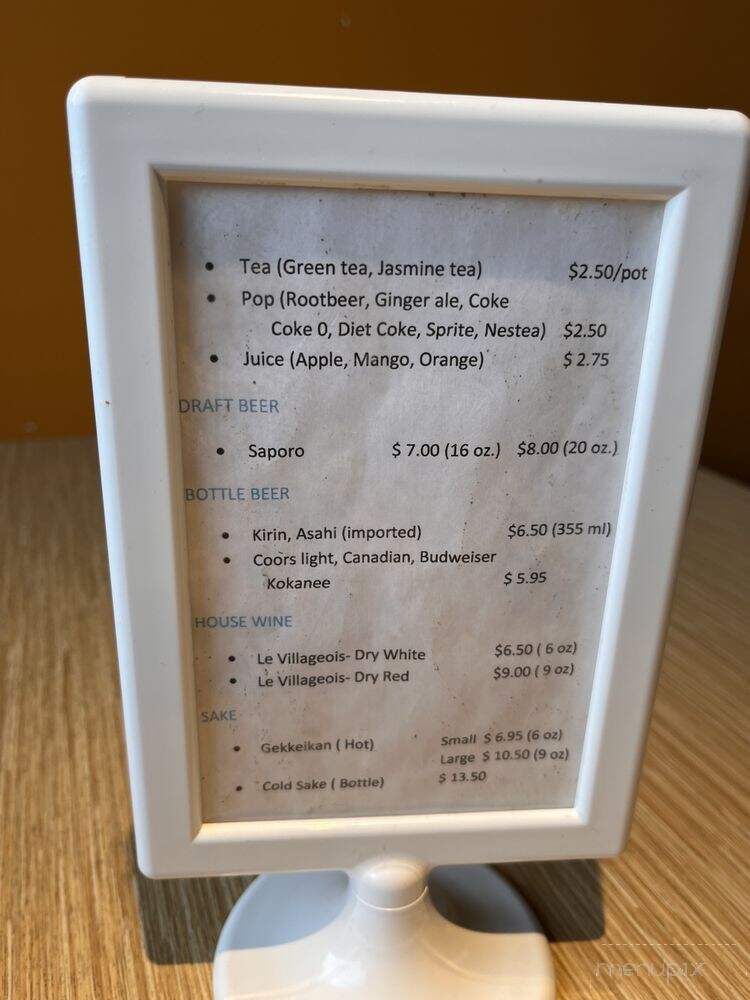 • Tea (Green tea, Jasmine tea) $2.50/pot
• Pop (Rootbeer, Ginger ale, Coke
Coke 0, Diet Coke, Sprite, Nestea) $2.50
• Juice (Apple, Mango, Orange) $ 2.75
DRAFT BEER
• Saporo $ 7.00 (16 oz.) $8.00 (20 oz.)
BOTTLE BEER
• Kirin, Asahi (imported) $6.50 (355 ml)
• Coors light, Canadian, Budweiser
Kokanee $ 5.95
HOUSE WINE
• Le Villageois- Dry White $6.50 ( 6 oz)
• Le Villageois- Dry Red $9.00 ( 9 oz)
SAKE
• Gekkeikan ( Hot) Small $ 6.95 (6 oz)
Large $ 10.50 (9 oz)
• Cold Sake ( Bottle) $ 13.50
menupix